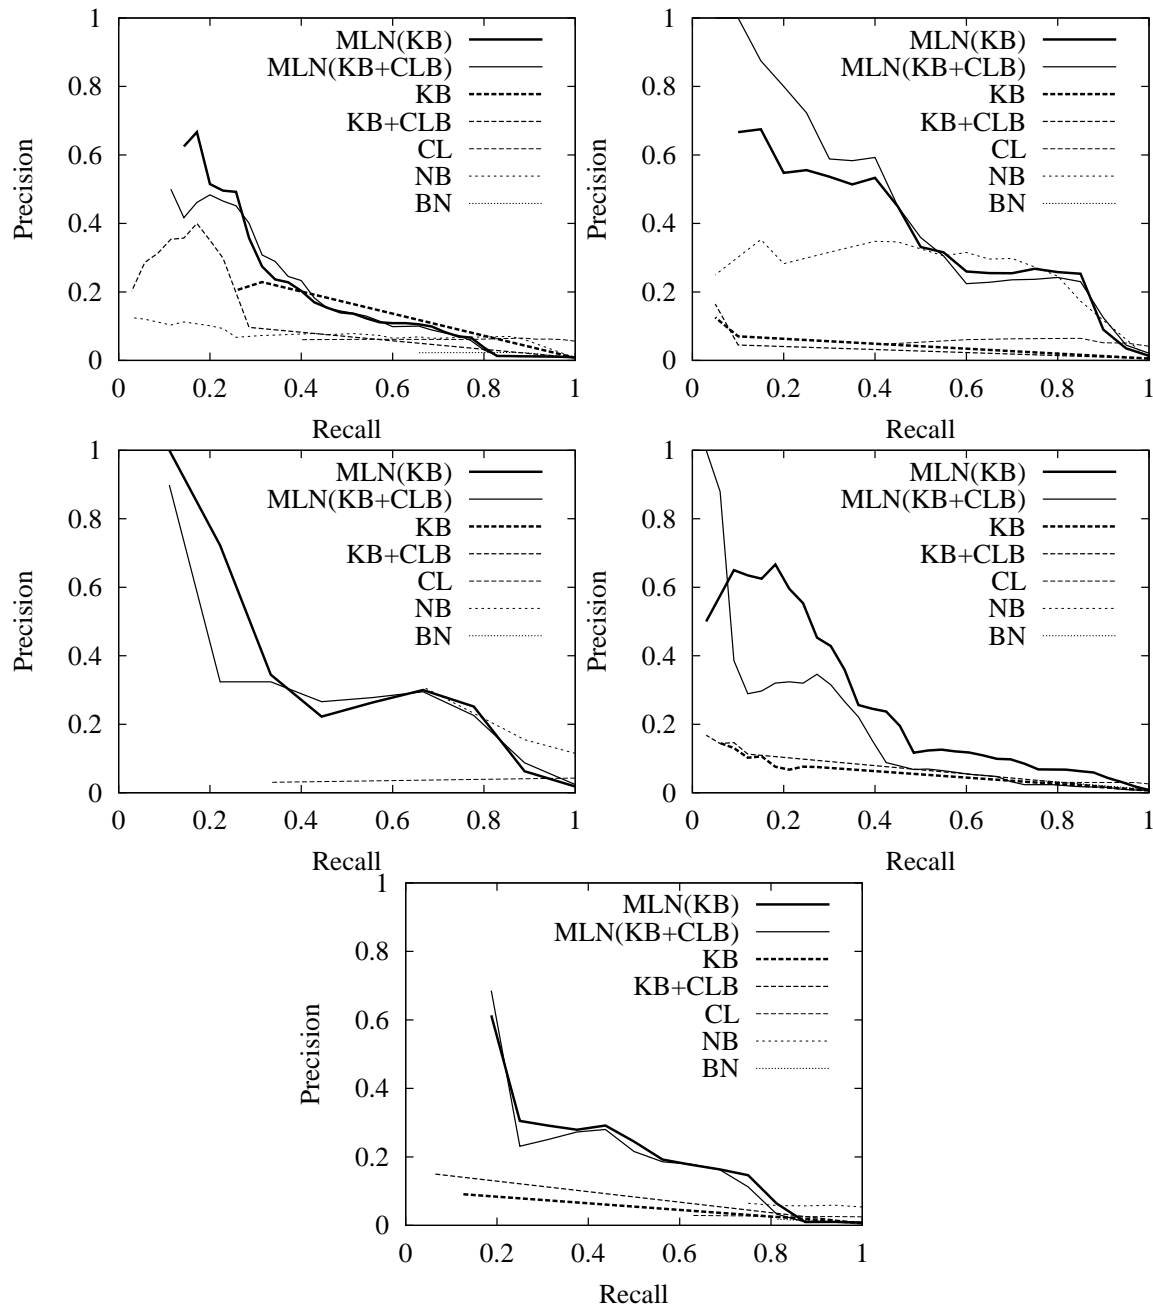 1
0.8
0.6
0.4
0.2
0
Precision
MLN(KB)
MLN(KB+CLB)
KB
KB+CLB
CL
NB
BN
0 0.2 0.4 0.6 0.8 1
Recall
1
0.8
0.6
0.4
0.2
0
Precision
MLN(KB)
MLN(KB+CLB)
KB
KB+CLB
CL
NB
BN
0 0.2 0.4 0.6 0.8 1
Recall
1
0.8
0.6
0.4
0.2
0
Precision
MLN(KB)
MLN(KB+CLB)
KB
KB+CLB
CL
NB
BN
0 0.2 0.4 0.6 0.8 1
Recall
1
0.8
0.6
0.4
0.2
0
Precision
MLN(KB)
MLN(KB+CLB)
KB
KB+CLB
CL
NB
BN
0 0.2 0.4 0.6 0.8 1
Recall
1
0.8
0.6
0.4
0.2
0
Precision
MLN(KB)
MLN(KB+CLB)
KB
KB+CLB
CL
NB
BN
0 0.2 0.4 0.6 0.8 1
Recall